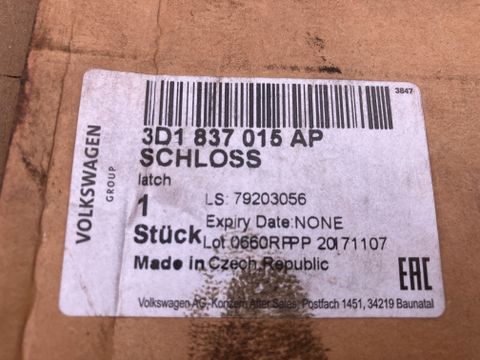 3847
3D1 837 015 AP
SCHLOSS
latch
VOLKSWAGEN
GROUP
1
Stück
LS: 79203056
Expiry Date:NONE
Lot 0660RPPP 20171107
Made in Czech Republic
EAC
Volkswagen AG, Konzern After Sales, Postfach 1451, 34219 Baunatal